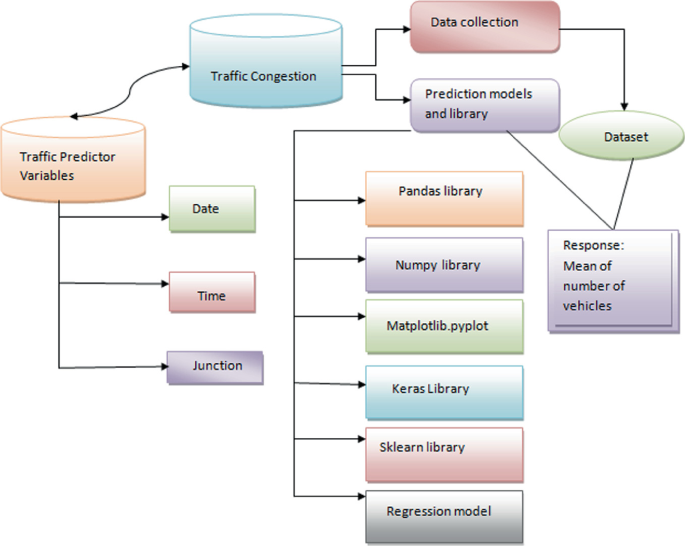 Data collection
Traffic Congestion
Prediction models
and library
Dataset
Traffic Predictor
Variables
Date
Time
Junction
Pandas library
Numpy library
Matplotlib.pyplot
Keras Library
Sklearn library
Regression model
Response:
Mean of
number of
vehicles